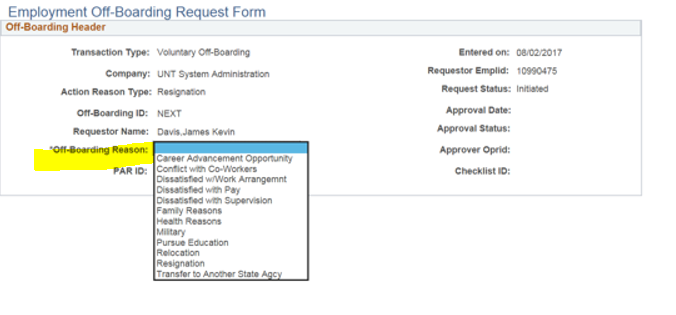 Employment Off-Boarding Request Form
Off-Boarding Header
Transaction Type: Voluntary Off-Boarding Entered on: 08/02/2017
Company: UNT System Administration Requestor Emplid: 10990475
Action Reason Type: Resignation Request Status: Initiated
Off-Boarding ID: NEXT Approval Date:
Requestor Name: Davis,James Kevin Approval Status:
*Off-Boarding Reason: Approver Oprid:
PAR ID: Checklist ID:
Career Advancement Opportunity
Conflict with Co-Workers
Dissatisfied w/Work Arrangemnt
Dissatisfied with Pay
Dissatisfied with Supervision
Family Reasons
Health Reasons
Military
Pursue Education
Relocation
Resignation
Transfer to Another State Agcy